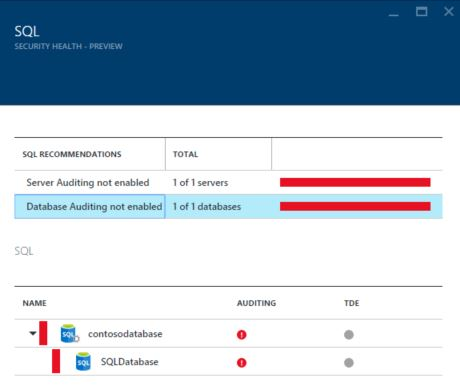 SQL
SECURITY HEALTH - PREVIEW
SQL RECOMMENDATIONS TOTAL
Server Auditing not enabled 1 of 1 servers
Database Auditing not enabled 1 of 1 databases
SQL
NAME AUDITING TDE
SQL contosodatabase
SQL SQLDatabase